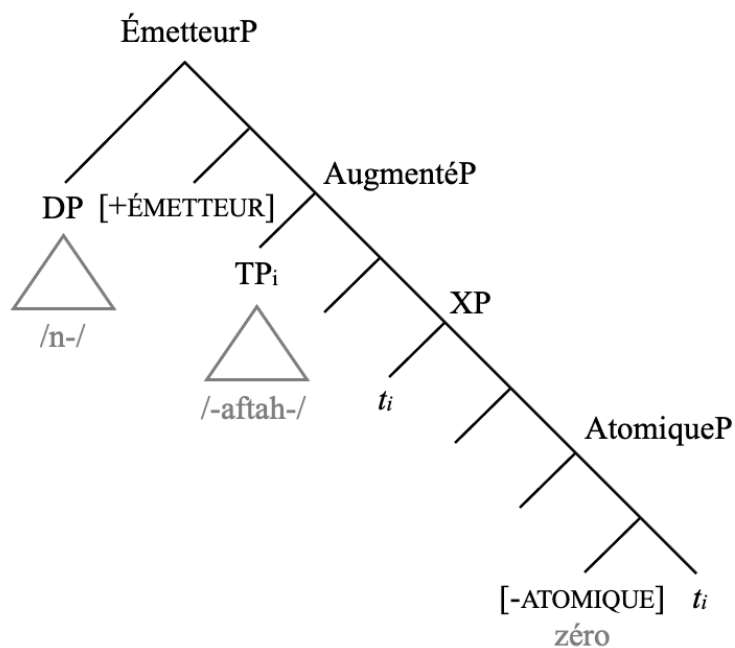 ÉmetteurP
AugmentéP
DP [+ÉMETTEUR]
TPi
/n-/
XP
/-aftah-/
ti
AtomiqueP
[-ATOMIQUE] ti
zéro